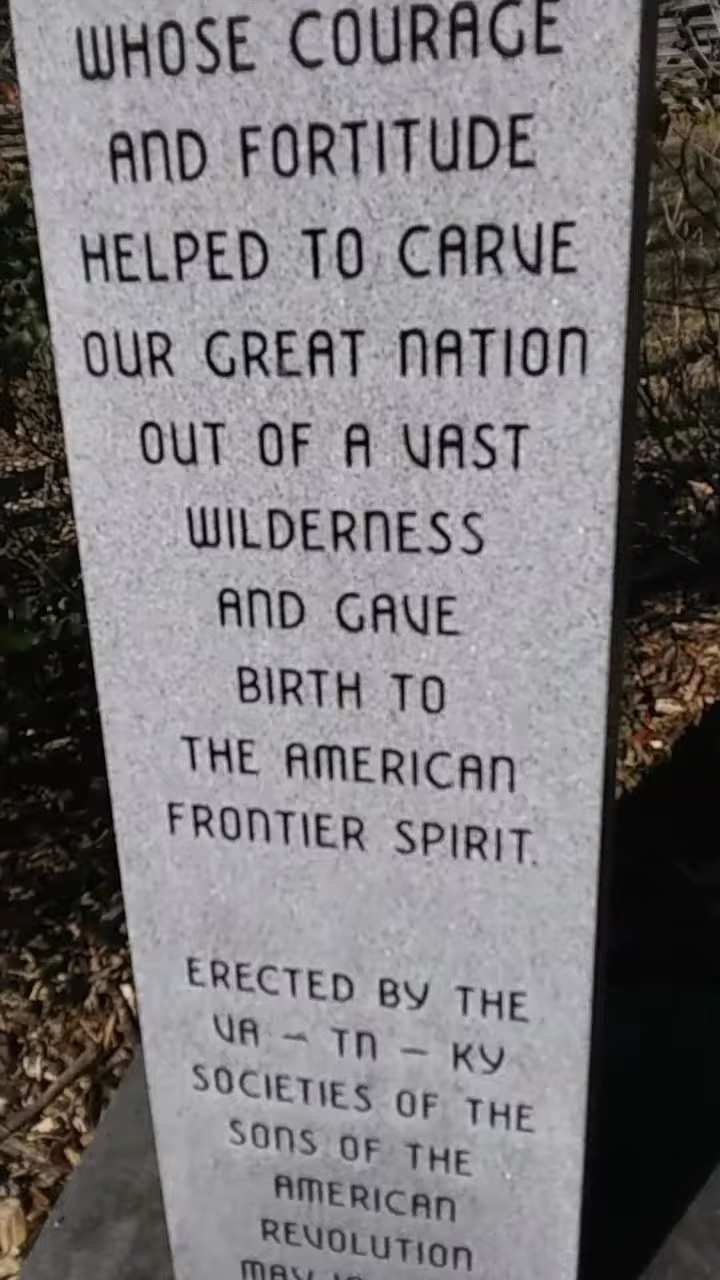 WHOSE COURAGE
AND FORTITUDE
HELPED TO CARVE
OUR GREAT NATION
OUT OF A VAST
WILDERNESS
AND GAVE
BIRTH TO
THE AMERICAN
FRONTIER SPIRIT.
ERECTED BY THE
VA – TN – KY
SOCIETIES OF THE
SONS OF THE
AMERICAN
REVOLUTION
MAY